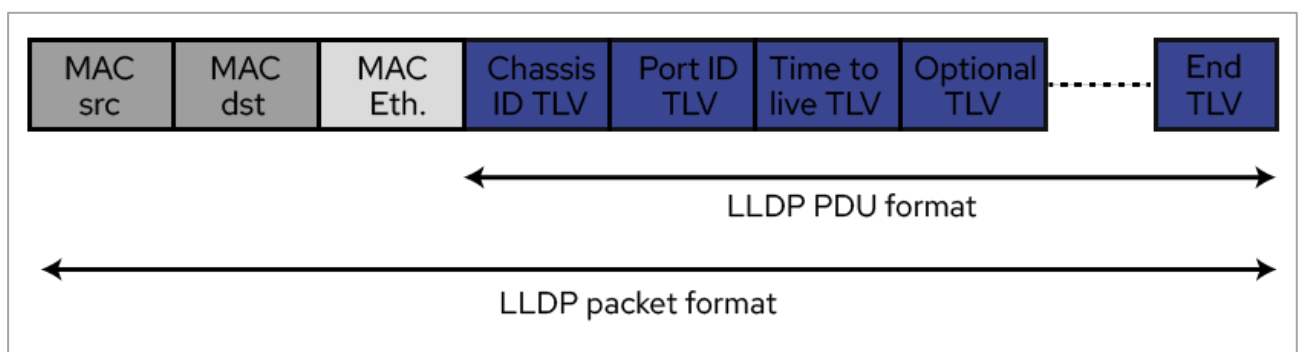 MAC
src
MAC
dst
MAC
Eth.
Chassis
ID TLV
Port ID
TLV
Time to
live TLV
Optional
TLV
End
TLV
LLDP PDU format
LLDP packet format